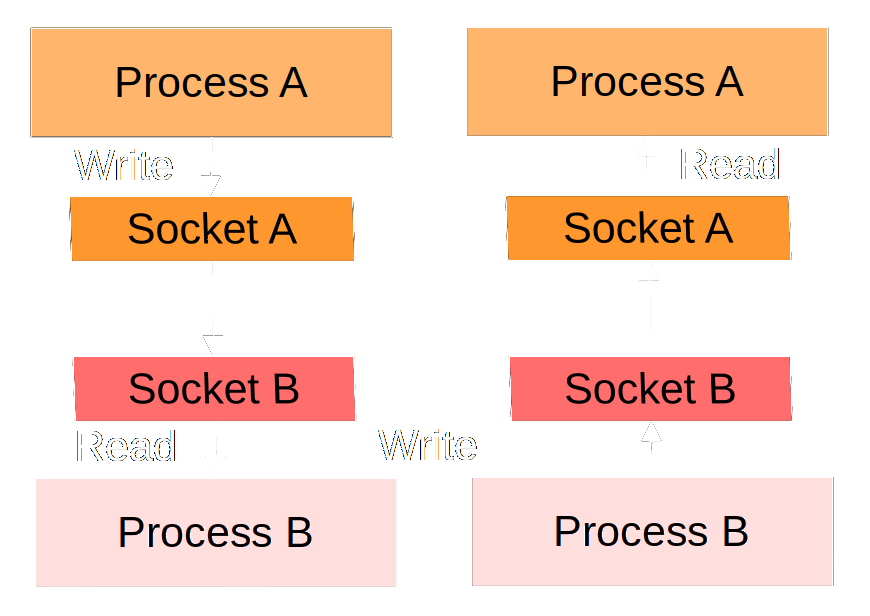 Process A
Write
Socket A
Socket B
Read
Process B
Process A
Read
Socket A
Socket B
Write
Process B